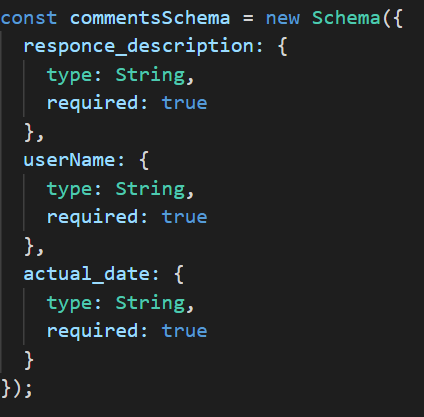 const commentsSchema = new Schema({
  responce_description: {
    type: String,
    required: true
  },
  userName: {
    type: String,
    required: true
  },
  actual_date: {
    type: String,
    required: true
  }
});